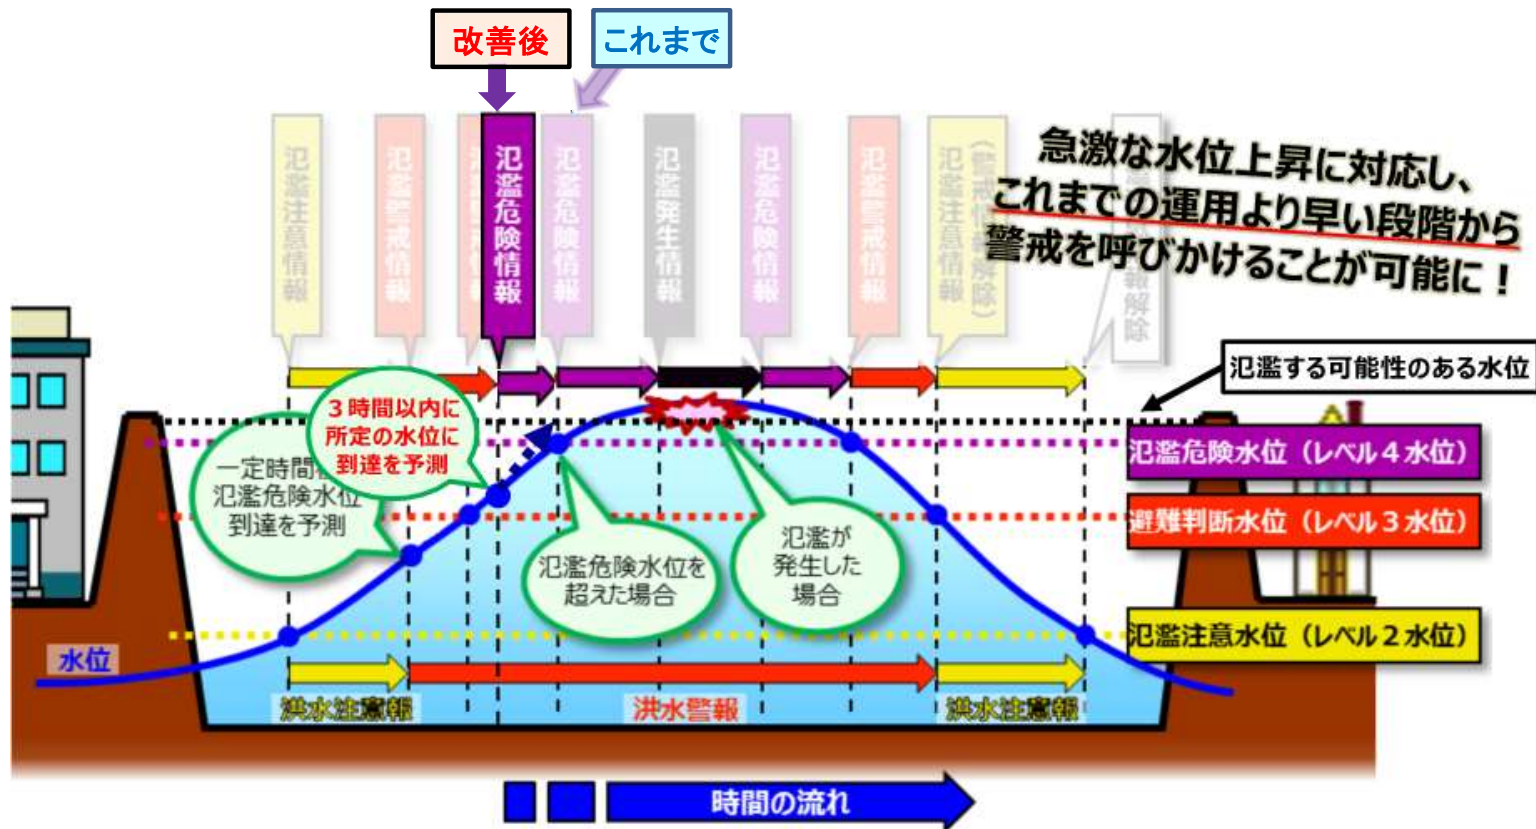 改善後
これまで
氾濫注意情報
氾濫警戒情報
氾
氾濫危険情報
氾濫危険情報
氾濫発生情報
氾濫危険情報
氾濫警戒情報
氾濫注意情報
解除
急激な水位上昇に対応し、
これまでの運用より早い段階から
警戒を呼びかけることが可能に！
氾濫する可能性のある水位
3時間以内に
所定の水位に
到達を予測
一定時間
氾濫危険水位
到達を予測
氾濫危険水位を
超えた場合
氾濫が
発生した
場合
氾濫危険水位（レベル４水位）
避難判断水位（レベル３水位）
氾濫注意水位（レベル２水位）
水位
洪水注意報
洪水警報
洪水注意報
時間の流れ